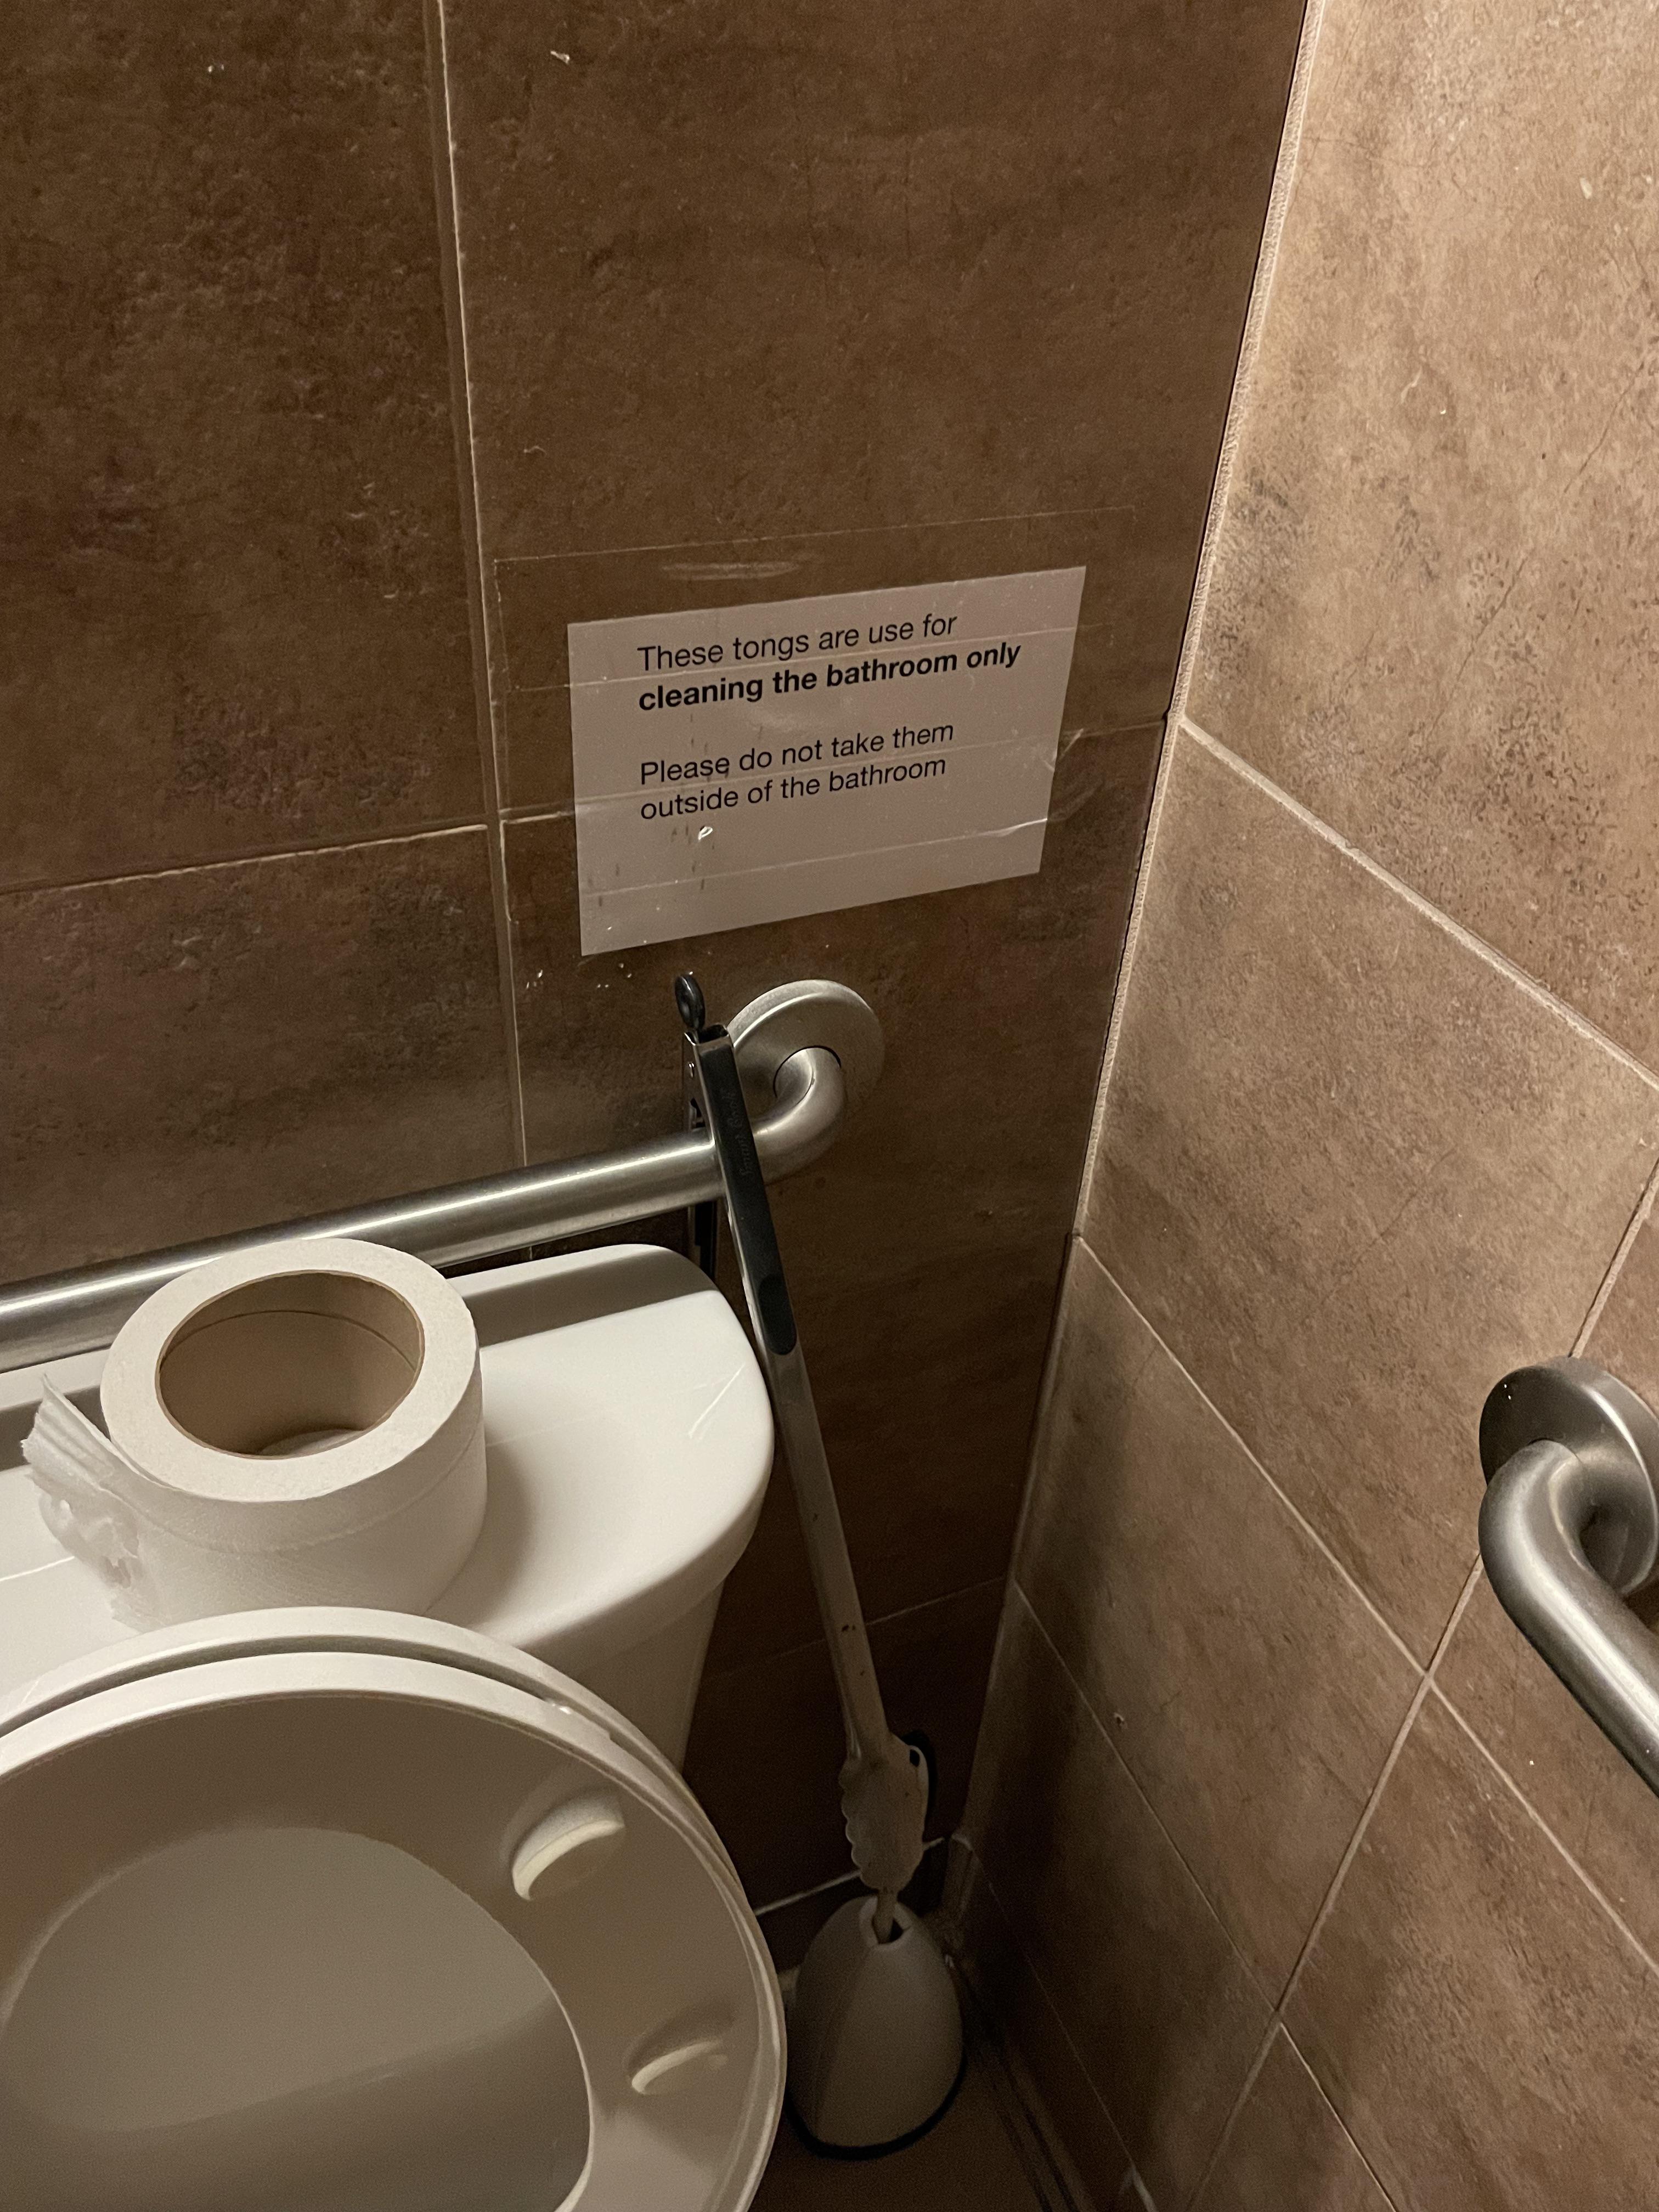 These tongs are use for
cleaning the bathroom only
Please do not take them
outside of the bathroom